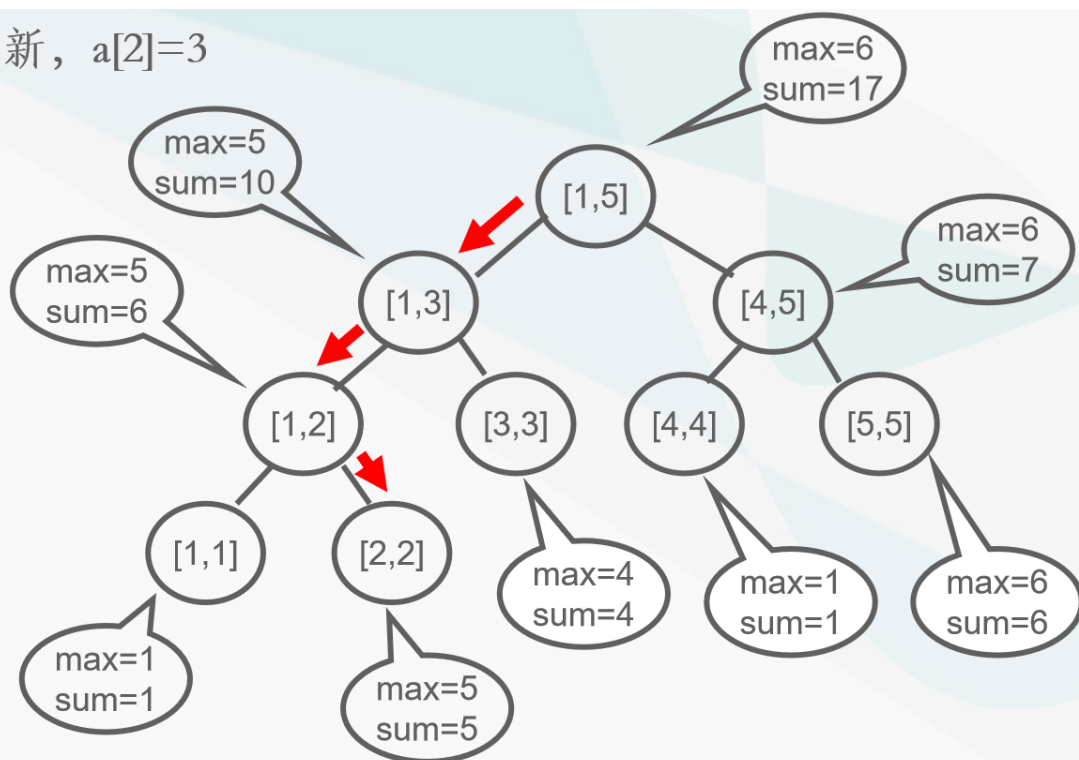 新，a[2]=3
max=6
sum=17
max=5
sum=10
[1,5]
max=6
sum=7
max=5
sum=6
[1,3]
[4,5]
[1,2]
[3,3]
[4,4]
[5,5]
[1,1]
[2,2]
max=4
sum=4
max=1
sum=1
max=6
sum=6
max=1
sum=1
max=5
sum=5